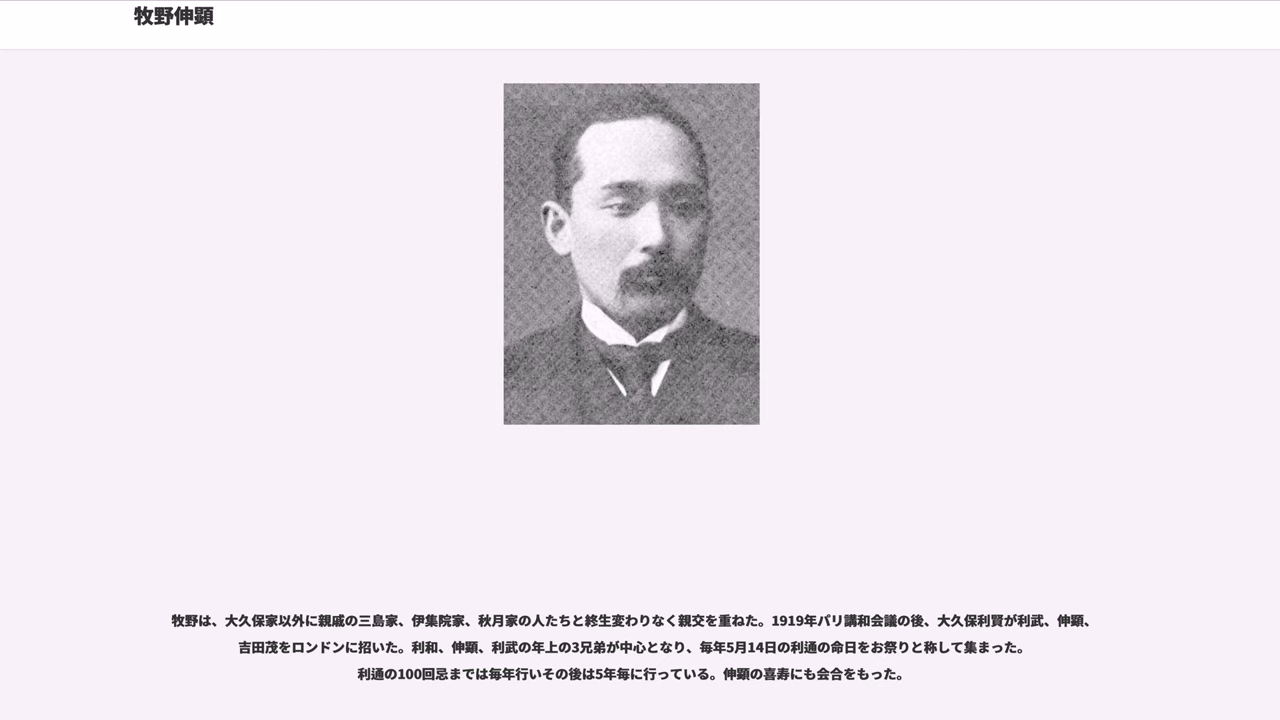 牧野伸顕
牧野は、大久保家以外に親戚の三島家、伊集院家、秋月家の人たちと終生変わりなく親交を重ねた。1919年パリ講和会議の後、大久保利賢が利武、伸顕、
吉田茂をロンドンに招いた。利和、伸顕、利武の年上の3兄弟が中心となり、毎年5月14日の利通の命日をお祭りと称して集まった。
利通の100回忌までは毎年行いその後は5年毎に行っている。伸顕の喜寿にも会合をもった。